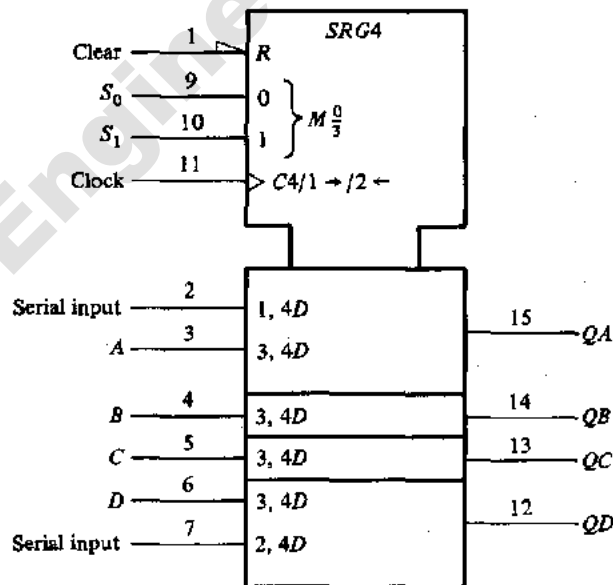 SRG4
Clear 1 R
S0 9 0
S1 10 1
M 0/3
Clock 11 C4/1 → /2 ←
Serial input 2 1, 4D
A 3 3, 4D
15 QA
B 4 3, 4D 14 QB
C 5 3, 4D 13 QC
D 6 3, 4D
12 QD
Serial input 7 2, 4D
Engine